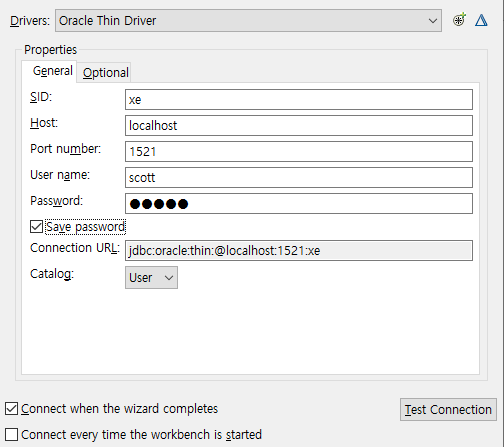 Drivers: Oracle Thin Driver
Properties
General Optional
SID: xe
Host: localhost
Port number: 1521
User name: scott
Password: ●●●●●
Save password
Connection URL: jdbc:oracle:thin:@localhost:1521:xe
Catalog: User
Connect when the wizard completes
Test Connection
Connect every time the workbench is started